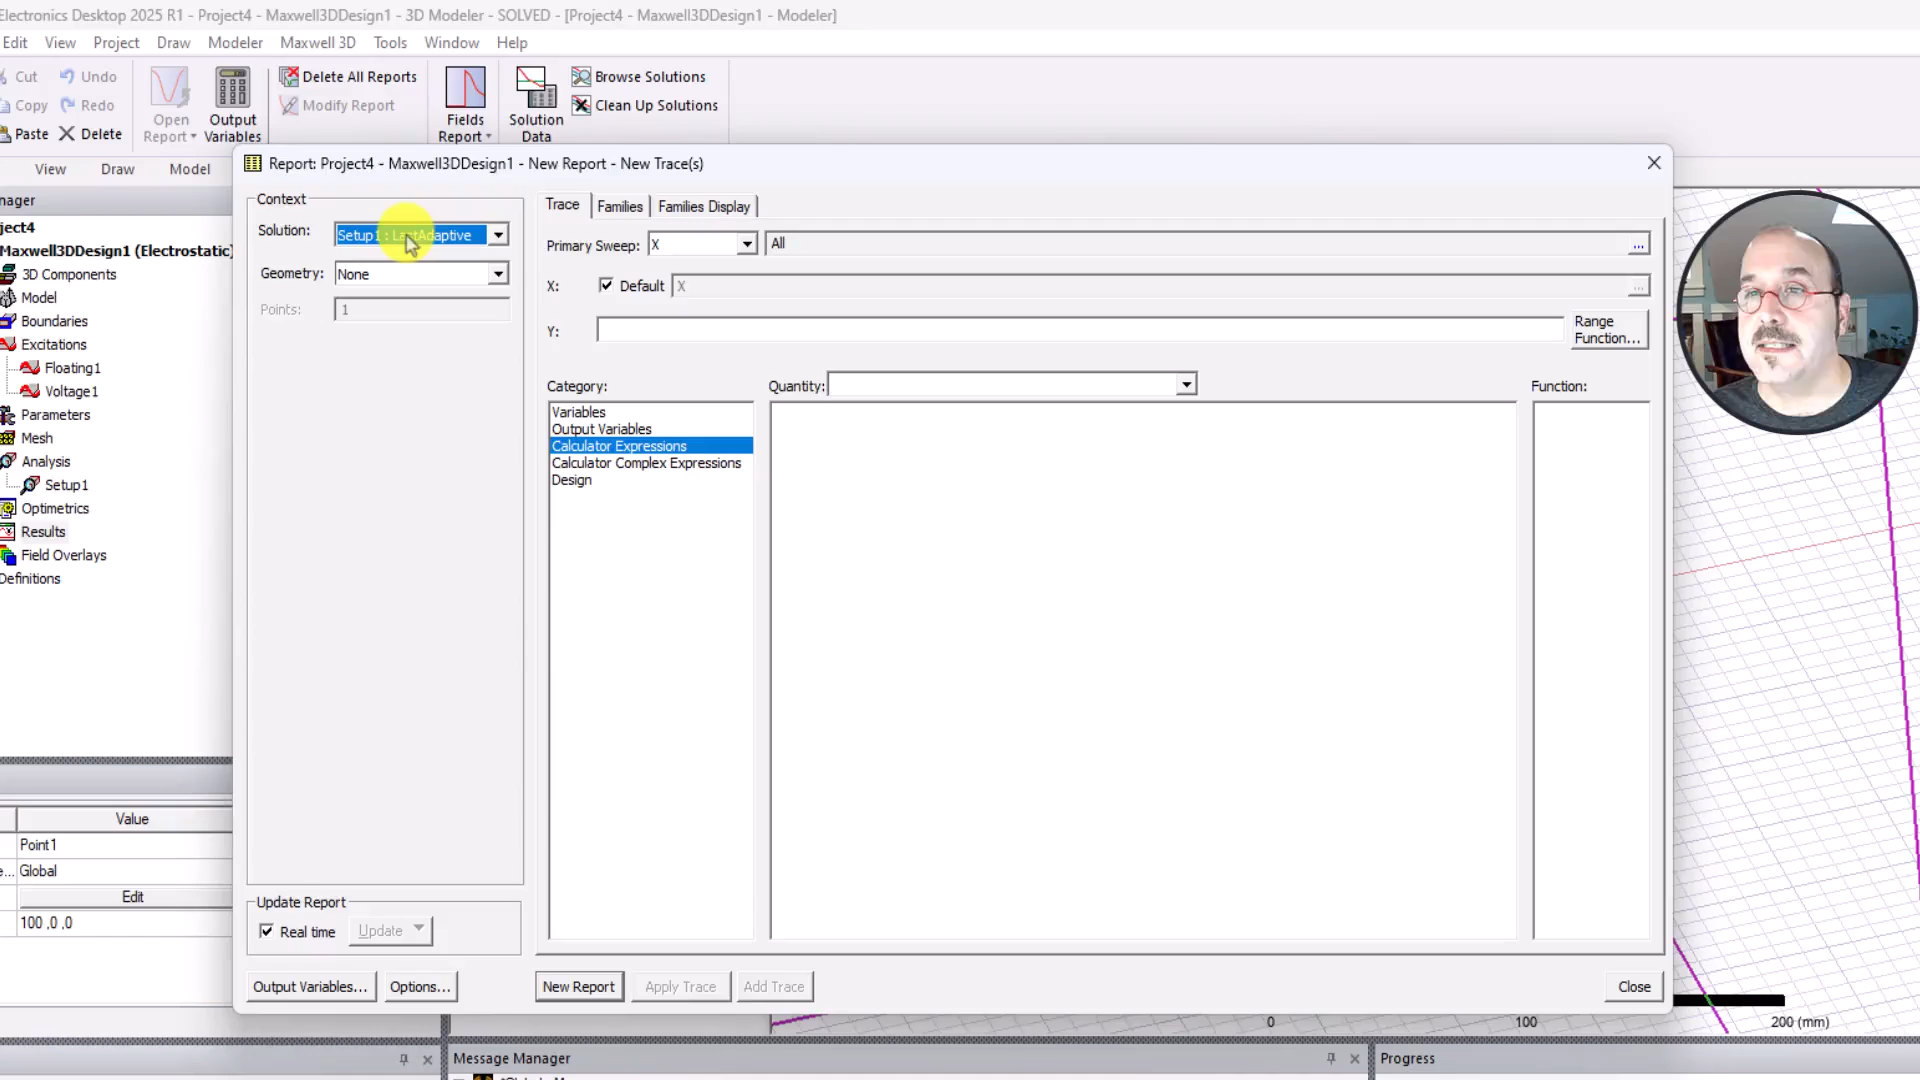 Electronics Desktop 2025 R1 - Project4 - Maxwell3DDesign1 - 3D Modeler - SOLVED - [Project4 - Maxwell3DDesign1 - Modeler]
Edit View Project Draw Modeler Maxwell 3D Tools Window Help
Cut Undo
Copy Redo
Paste Delete
Open Report
Output Variables
Delete All Reports
Modify Report
Fields Report
Solution Data
Browse Solutions
Clean Up Solutions
View Draw Model
Maxwell3DDesign1 (Electrostatic)
3D Components
Model
Boundaries
Excitations
Floating1
Voltage1
Parameters
Mesh
Analysis
Setup1
Optimetrics
Results
Field Overlays
Definitions
Value
Point1
Global
Edit
100 ,0 ,0
Report: Project4 - Maxwell3DDesign1 - New Report - New Trace(s)
Context
Solution: Setup1 : LastAdaptive
Geometry: None
Points: 1
Update Report
Real time Update
Output Variables... Options...
Trace Families Families Display
Primary Sweep: X All ...
X: Default X ...
Y:
Range Function...
Category: Quantity: Function:
Variables
Output Variables
Calculator Expressions
Calculator Complex Expressions
Design
New Report Apply Trace Add Trace Close
0 100 200 (mm)
Message Manager
Progress